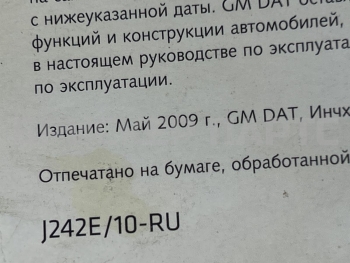 с нижеуказанной даты. GM DAT
функций и конструкции автомобилей,
в настоящем руководстве по эксплуата
по эксплуатации.
Издание: Май 2009 г., GM DAT, Инчх
Отпечатано на бумаге, обработанной
J242E/10-RU